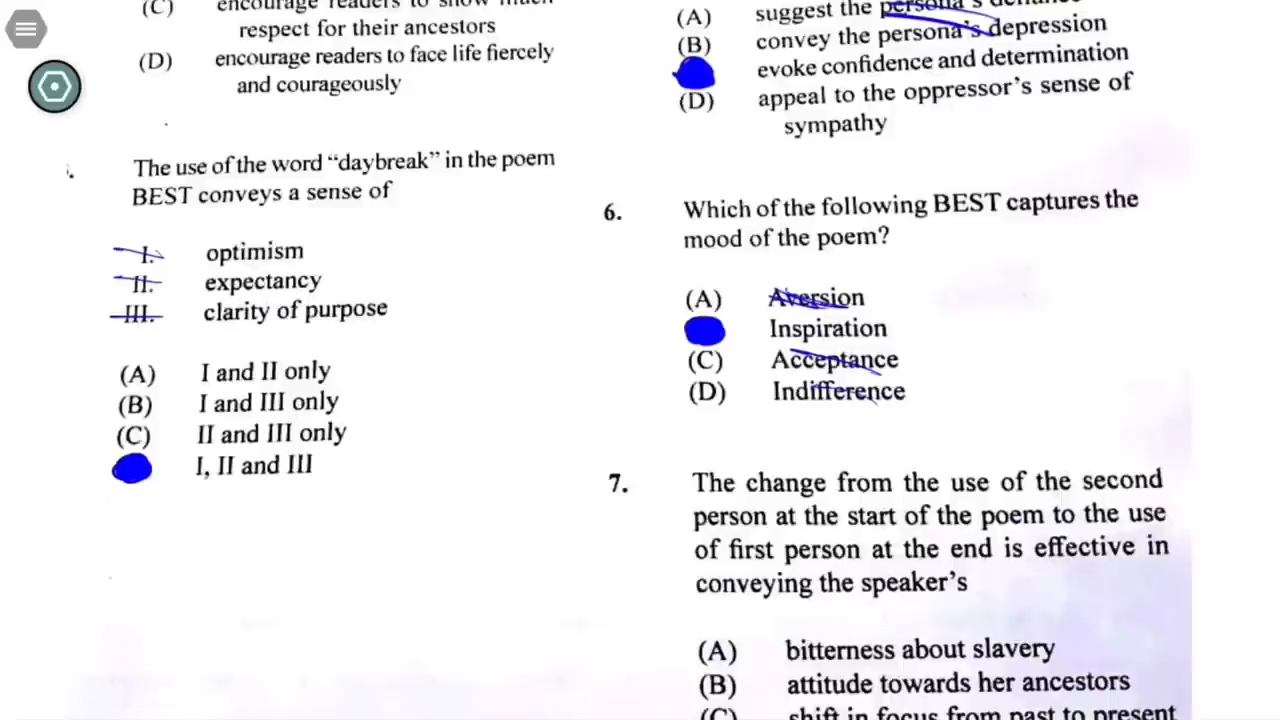 (C) encourage readers to show much
respect for their ancestors
(D) encourage readers to face life fiercely
and courageously
The use of the word “daybreak” in the poem
BEST conveys a sense of
I. optimism
II. expectancy
III. clarity of purpose
(A) I and II only
(B) I and III only
(C) II and III only
I, II and III
(A) suggest the persona's defiance
(B) convey the persona's depression
evoke confidence and determination
(D) appeal to the oppressor's sense of
sympathy
6. Which of the following BEST captures the
mood of the poem?
(A) Aversion
Inspiration
(C) Acceptance
(D) Indifference
7. The change from the use of the second
person at the start of the poem to the use
of first person at the end is effective in
conveying the speaker's
(A) bitterness about slavery
(B) attitude towards her ancestors
(C) shift in focus from past to present